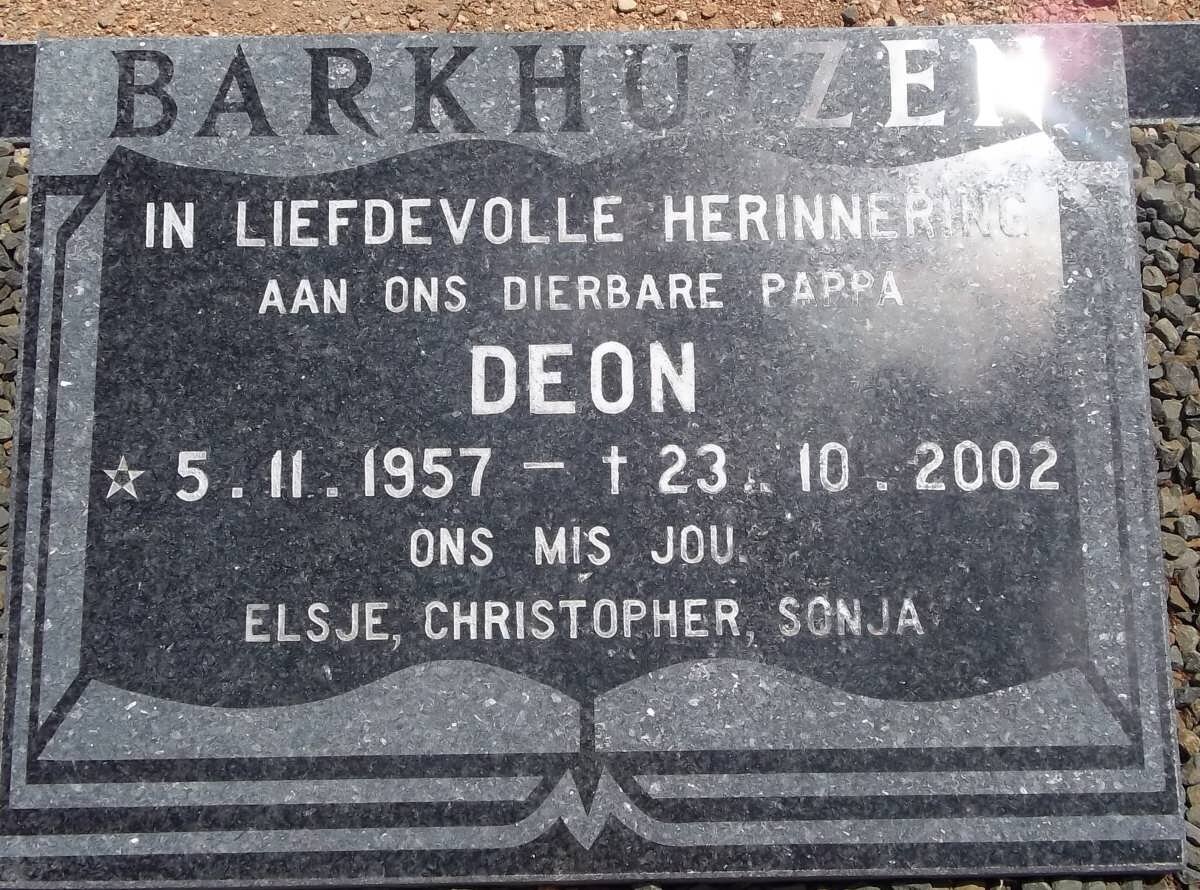 BARKHUIZEN
IN LIEFDEVOLLE HERINNERING
AAN ONS DIERBARE PAPPA
DEON
★ 5.11.1957 – † 23.10.2002
ONS MIS JOU.
ELSJE, CHRISTOPHER, SONJA